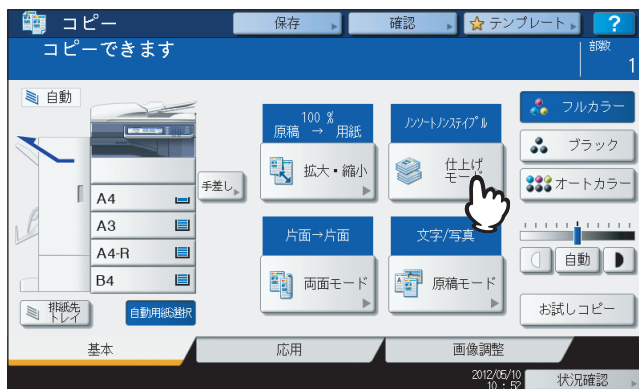 コピー
保存
確認
テンプレート
?
コピーできます
部数
1
自動
100 %
原稿 → 用紙
ノンソートノンステイプル
フルカラー
拡大・縮小
仕上げ
モード
ブラック
手差し
オートカラー
A4
A3
A4-R
B4
片面→片面
文字/写真
両面モード
原稿モード
自動
排紙先
トレイ
自動用紙選択
お試しコピー
基本
応用
画像調整
2012/05/10
10 : 52
状況確認